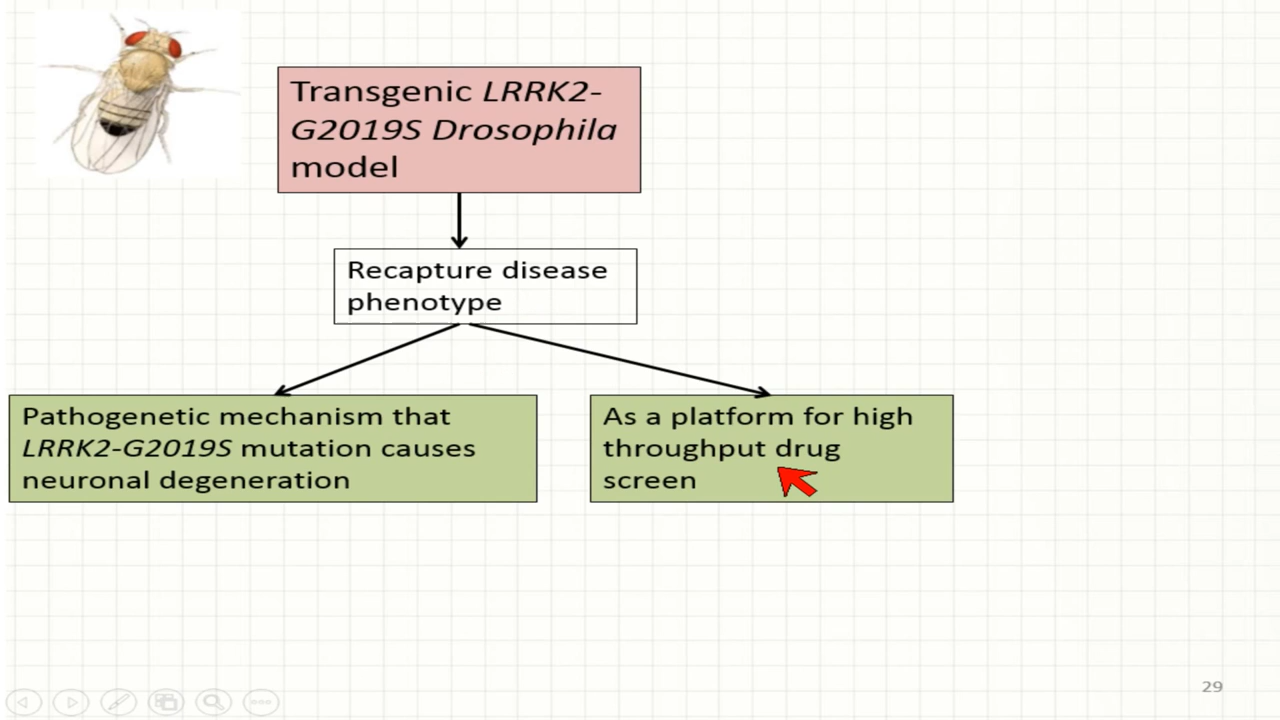 Transgenic LRRK2-
G2019S Drosophila
model
Recapture disease
phenotype
Pathogenetic mechanism that
LRRK2-G2019S mutation causes
neuronal degeneration
As a platform for high
throughput drug
screen
29